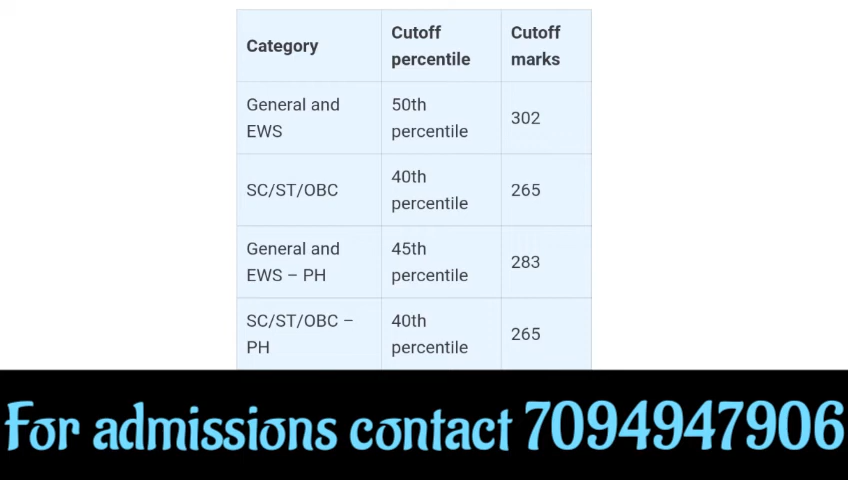 Category
Cutoff
percentile
Cutoff
marks
General and
EWS
50th
percentile
302
SC/ST/OBC
40th
percentile
265
General and
EWS – PH
45th
percentile
283
SC/ST/OBC –
PH
40th
percentile
265
For admissions contact 7094947906